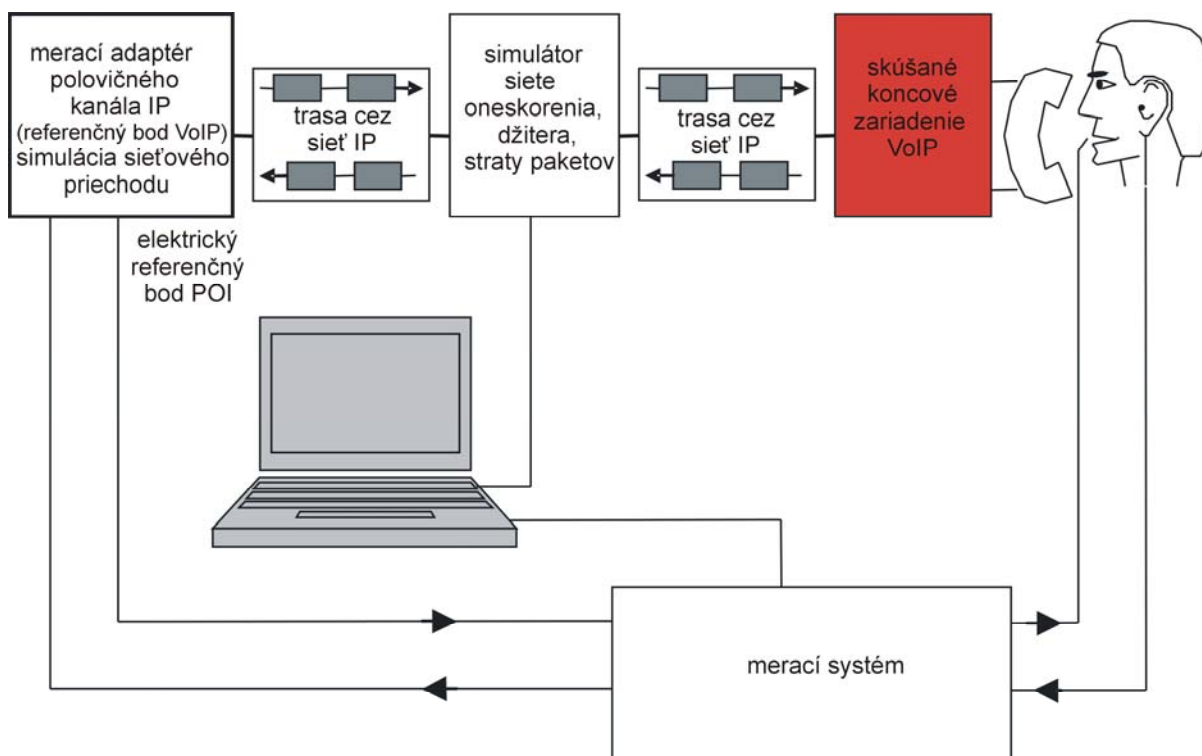 merací adaptér
polovičného
kanála IP
(referenčný bod VoIP)
simulácia sieťového
priechodu
trasa cez
sieť IP
simulátor
siete
oneskorenia,
džitera,
straty paketov
trasa cez
sieť IP
skúšané
koncové
zariadenie
VoIP
elektrický
referenčný
bod POI
merací systém